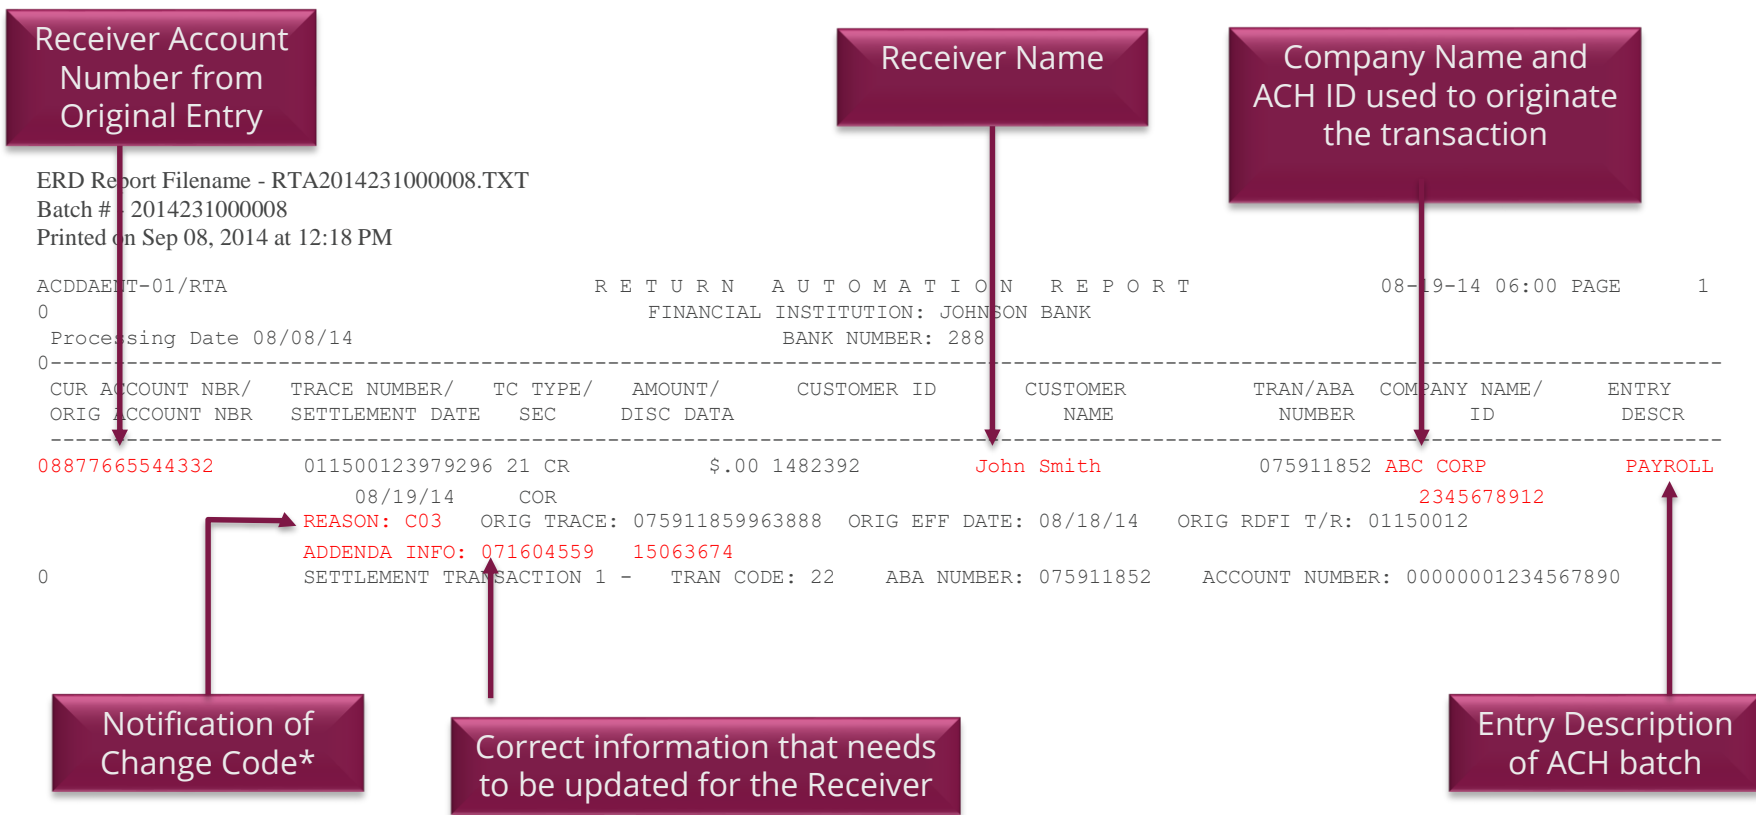 Receiver Account
Number from
Original Entry
Receiver Name
Company Name and
ACH ID used to originate
the transaction
ERD Report Filename - RTA2014231000008.TXT
Batch # - 2014231000008
Printed on Sep 08, 2014 at 12:18 PM
ACDDAENT-01/RTA R E T U R N A U T O M A T I O N R E P O R T 08-19-14 06:00 PAGE 1
0 FINANCIAL INSTITUTION: JOHNSON BANK
Processing Date 08/08/14 BANK NUMBER: 288
0--------------------------------------------------------------------------------
CUR ACCOUNT NBR/ TRACE NUMBER/ TC TYPE/ AMOUNT/ CUSTOMER ID CUSTOMER TRAN/ABA COMPANY NAME/ ENTRY
ORIG ACCOUNT NBR SETTLEMENT DATE SEC DISC DATA NAME NUMBER ID DESCR
--------------------------------------------------------------------------------
08877665544332 011500123979296 21 CR $.00 1482392 John Smith 075911852 ABC CORP PAYROLL
08/19/14 COR 2345678912
REASON: C03 ORIG TRACE: 075911859963888 ORIG EFF DATE: 08/18/14 ORIG RDFI T/R: 01150012
ADDENDA INFO: 071604559 15063674
0 SETTLEMENT TRANSACTION 1 - TRAN CODE: 22 ABA NUMBER: 075911852 ACCOUNT NUMBER: 00000001234567890
Notification of
Change Code*
Correct information that needs
to be updated for the Receiver
Entry Description
of ACH batch